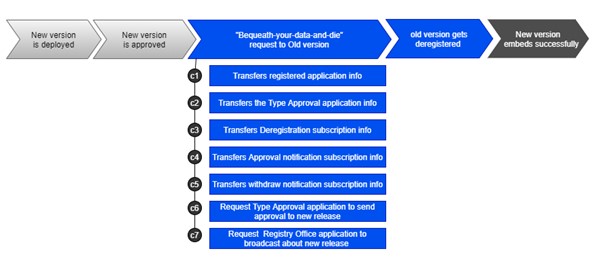 New version
is deployed
New version
is approved
"Bequeath-your-data-and-die"
request to Old version
old version gets
deregistered
New version
embeds successfully
c1
Transfers registered application info
c2
Transfers the Type Approval application info
c3
Transfers Deregistration subscription info
c4
Transfers Approval notification subscription info
c5
Transfers withdraw notification subscription info
c6
Request Type Approval application to send
approval to new release
c7
Request Registry Office application to
broadcast about new release